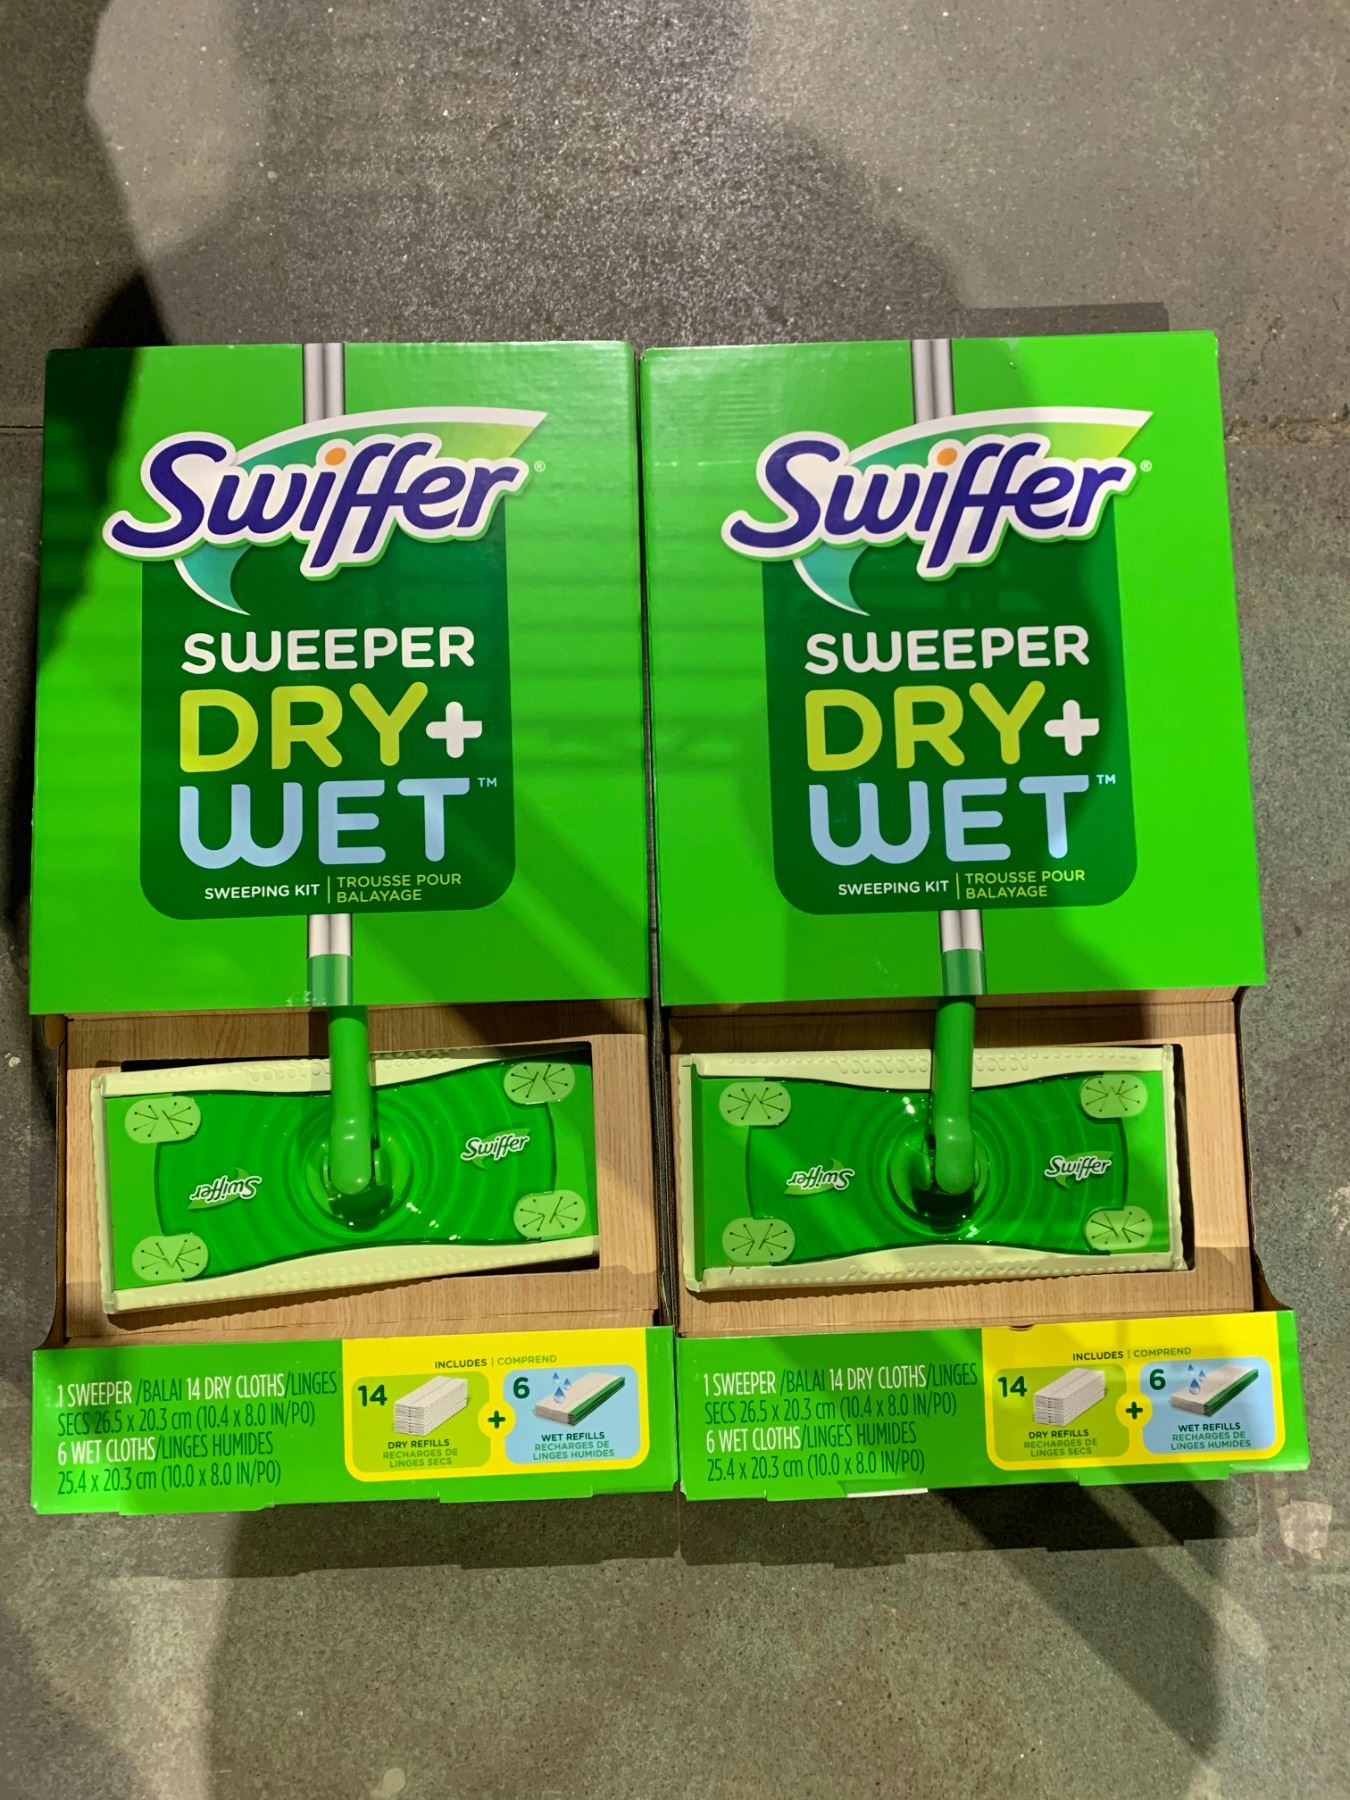 Swiffer®
SWEEPER
DRY+
WET™
SWEEPING KIT | TROUSSE POUR
BALAYAGE
Swiffer
Swiffer
1 SWEEPER /BALAI 14 DRY CLOTHS/LINGES
SECS 26.5 x 20.3 cm (10.4 x 8.0 IN/PO)
6 WET CLOTHS/LINGES HUMIDES
25.4 x 20.3 cm (10.0 x 8.0 IN/PO)
INCLUDES | COMPREND
14
DRY REFILLS
RECHARGES DE
LINGES SECS
+
6
WET REFILLS
RECHARGES DE
LINGES HUMIDES
Swiffer®
SWEEPER
DRY+
WET™
SWEEPING KIT | TROUSSE POUR
BALAYAGE
Swiffer
Swiffer
1 SWEEPER /BALAI 14 DRY CLOTHS/LINGES
SECS 26.5 x 20.3 cm (10.4 x 8.0 IN/PO)
6 WET CLOTHS/LINGES HUMIDES
25.4 x 20.3 cm (10.0 x 8.0 IN/PO)
INCLUDES | COMPREND
14
DRY REFILLS
RECHARGES DE
LINGES SECS
+
6
WET REFILLS
RECHARGES DE
LINGES HUMIDES